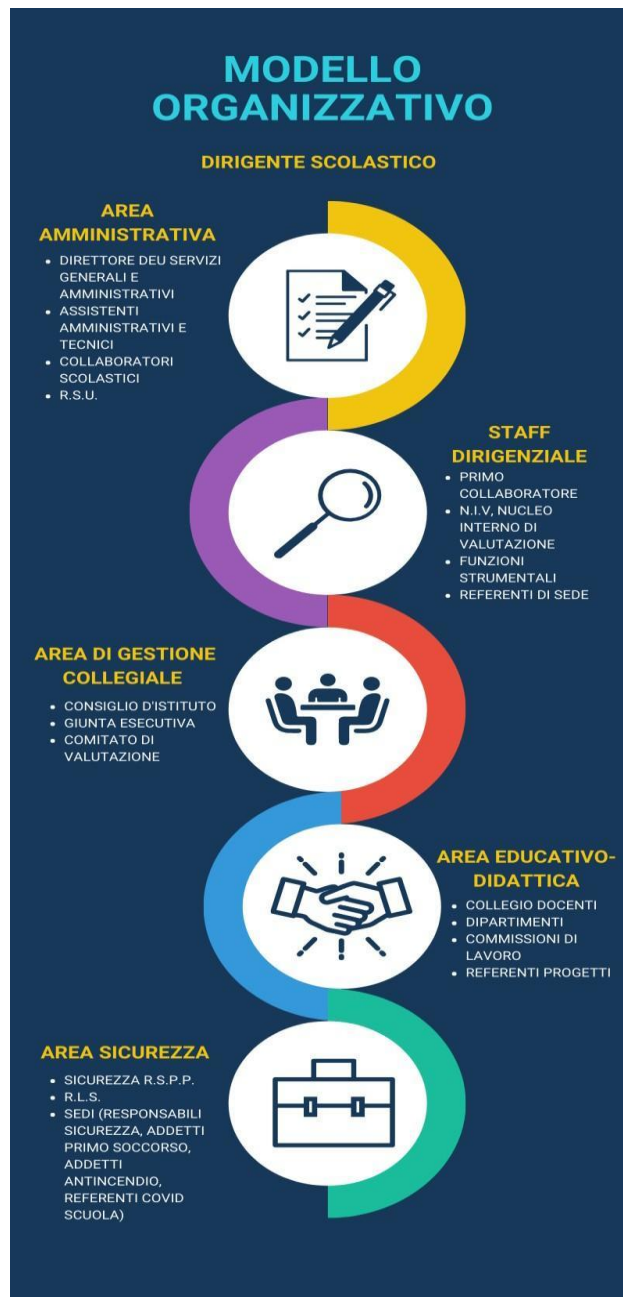 MODELLO
ORGANIZZATIVO
DIRIGENTE SCOLASTICO
AREA
AMMINISTRATIVA
• DIRETTORE DEU SERVIZI
GENERALI E
AMMINISTRATIVI
• ASSISTENTI
AMMINISTRATIVI E
TECNICI
• COLLABORATORI
SCOLASTICI
• R.S.U.
STAFF
DIRIGENZIALE
• PRIMO
COLLABORATORE
• N.I.V, NUCLEO
INTERNO DI
VALUTAZIONE
• FUNZIONI
STRUMENTALI
• REFERENTI DI SEDE
AREA DI GESTIONE
COLLEGIALE
• CONSIGLIO D'ISTITUTO
• GIUNTA ESECUTIVA
• COMITATO DI
VALUTAZIONE
AREA EDUCATIVO-
DIDATTICA
• COLLEGIO DOCENTI
• DIPARTIMENTI
• COMMISSIONI DI
LAVORO
• REFERENTI PROGETTI
AREA SICUREZZA
• SICUREZZA R.S.P.P.
• R.L.S.
• SEDI (RESPONSABILI
SICUREZZA, ADDETTI
PRIMO SOCCORSO,
ADDETTI
ANTINCENDIO,
REFERENTI COVID
SCUOLA)